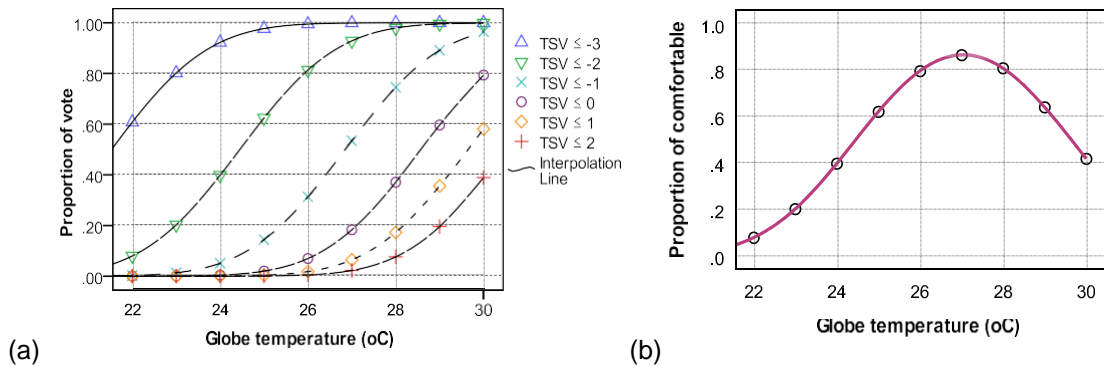 Proportion of vote
1.00
.80
.60
.40
.20
.00
22
24
26
28
30
Globe temperature (oC)
TSV ≤ -3
TSV ≤ -2
TSV ≤ -1
TSV ≤ 0
TSV ≤ 1
TSV ≤ 2
Interpolation
Line
(a)
Proportion of comfortable
1.0
.8
.6
.4
.2
.0
22
24
26
28
30
Globe temperature (oC)
(b)